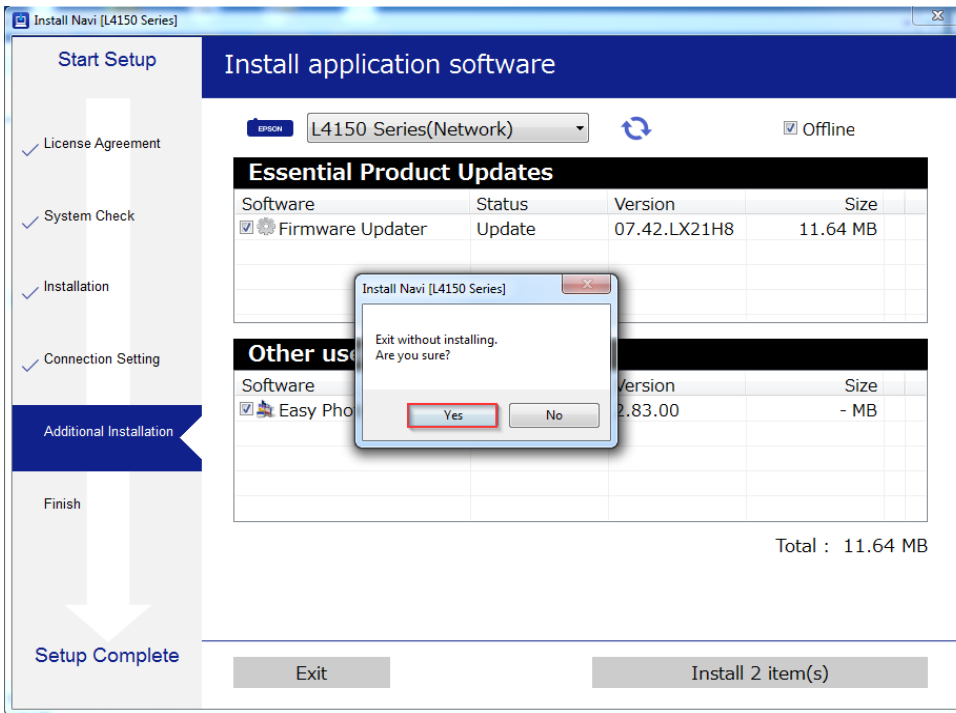 Install Navi [L4150 Series]
Start Setup
License Agreement
System Check
Installation
Connection Setting
Additional Installation
Finish
Setup Complete
Install application software
EPSON
L4150 Series(Network)
Offline
Essential Product Updates
Software Status Version Size
Firmware Updater Update 07.42.LX21H8 11.64 MB
Install Navi [L4150 Series]
Exit without installing.
Are you sure?
Yes No
Other
Software Version Size
Easy 2.83.00 - MB
Total : 11.64 MB
Exit Install 2 item(s)